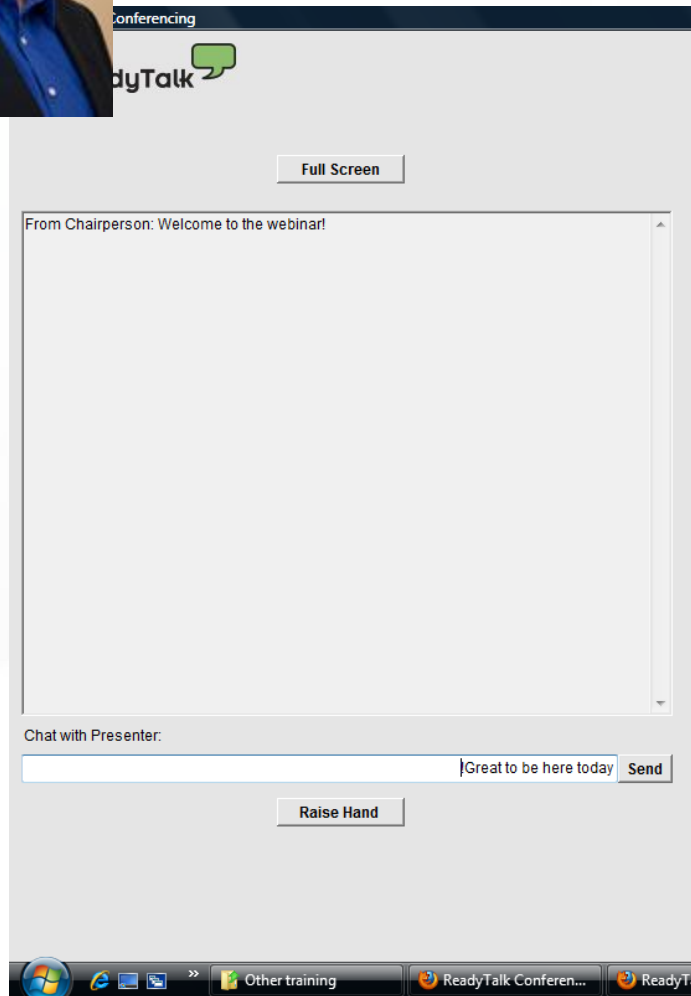 Conferencing
dyTalk
Full Screen
From Chairperson: Welcome to the webinar!
Chat with Presenter:
!Great to be here today
Send
Raise Hand
»
Other training
ReadyTalk Conferen...
ReadyT